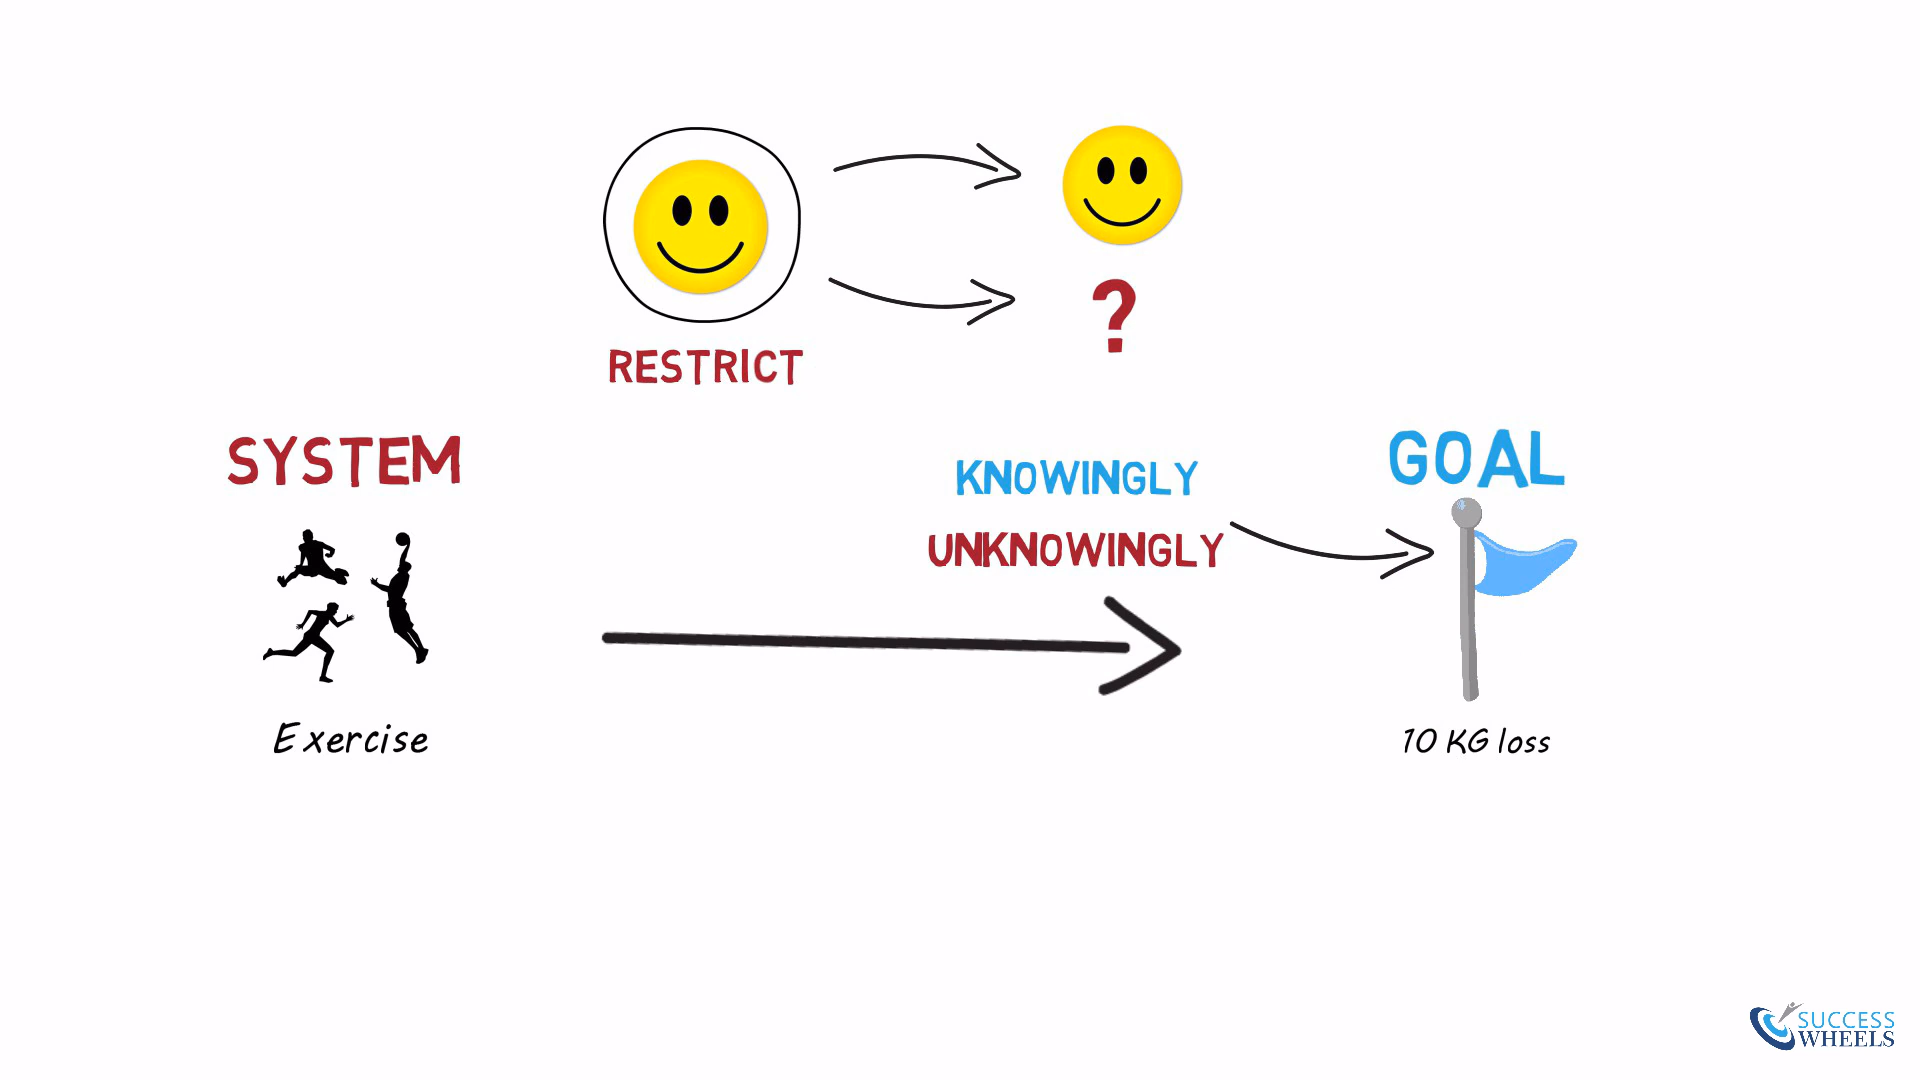 ?
RESTRICT
SYSTEM
KNOWINGLY
UNKNOWINGLY
GOAL
Exercise
10 KG loss
SUCCESS
WHEELS